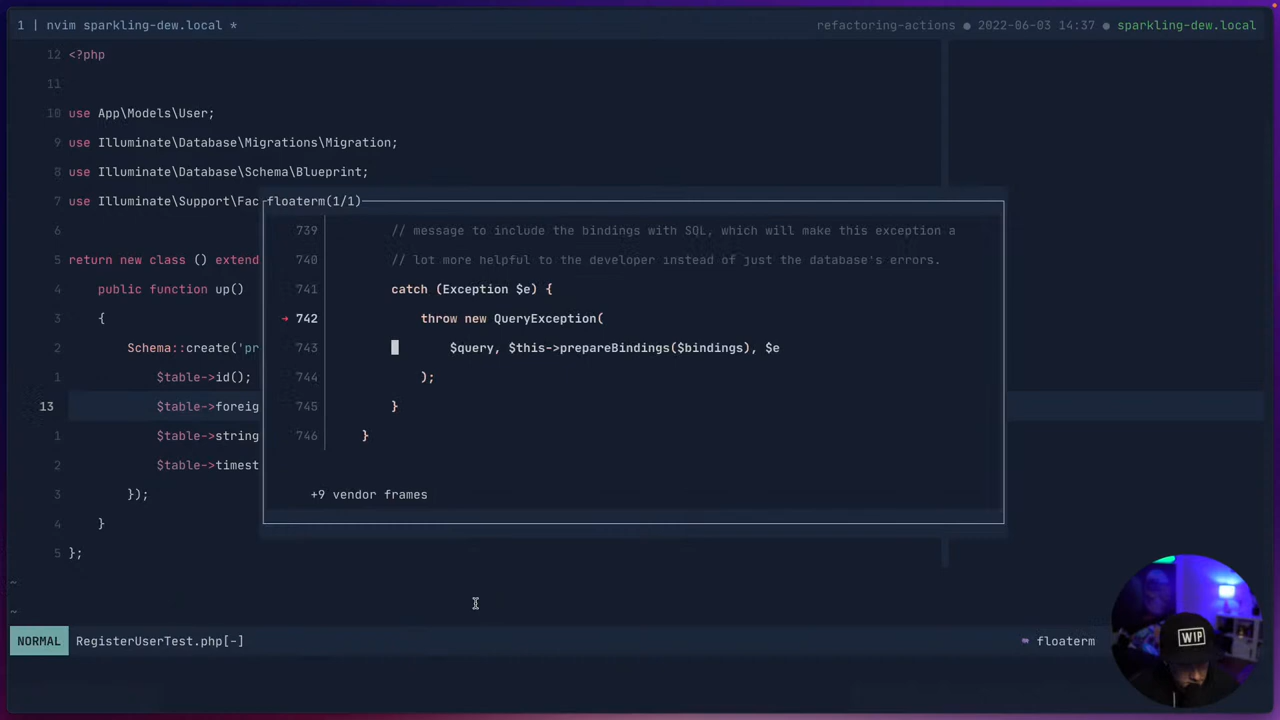 1 | nvim sparkling-dew.local *
refactoring-actions ● 2022-06-03 14:37 ● sparkling-dew.local
12 <?php
11
10 use App\Models\User;
9 use Illuminate\Database\Migrations\Migration;
8 use Illuminate\Database\Schema\Blueprint;
7 use Illuminate\Support\Fac
6
5 return new class () extend
4 public function up()
3 {
2 Schema::create('pr
1 $table->id();
13 $table->foreig
1 $table->string
2 $table->timest
3 });
4 }
5 };
~
~
floaterm(1/1)
739 // message to include the bindings with SQL, which will make this exception a
740 // lot more helpful to the developer instead of just the database's errors.
741 catch (Exception $e) {
→ 742 throw new QueryException(
743 $query, $this->prepareBindings($bindings), $e
744 );
745 }
746 }
+9 vendor frames
NORMAL RegisterUserTest.php[-]
floaterm
WIP